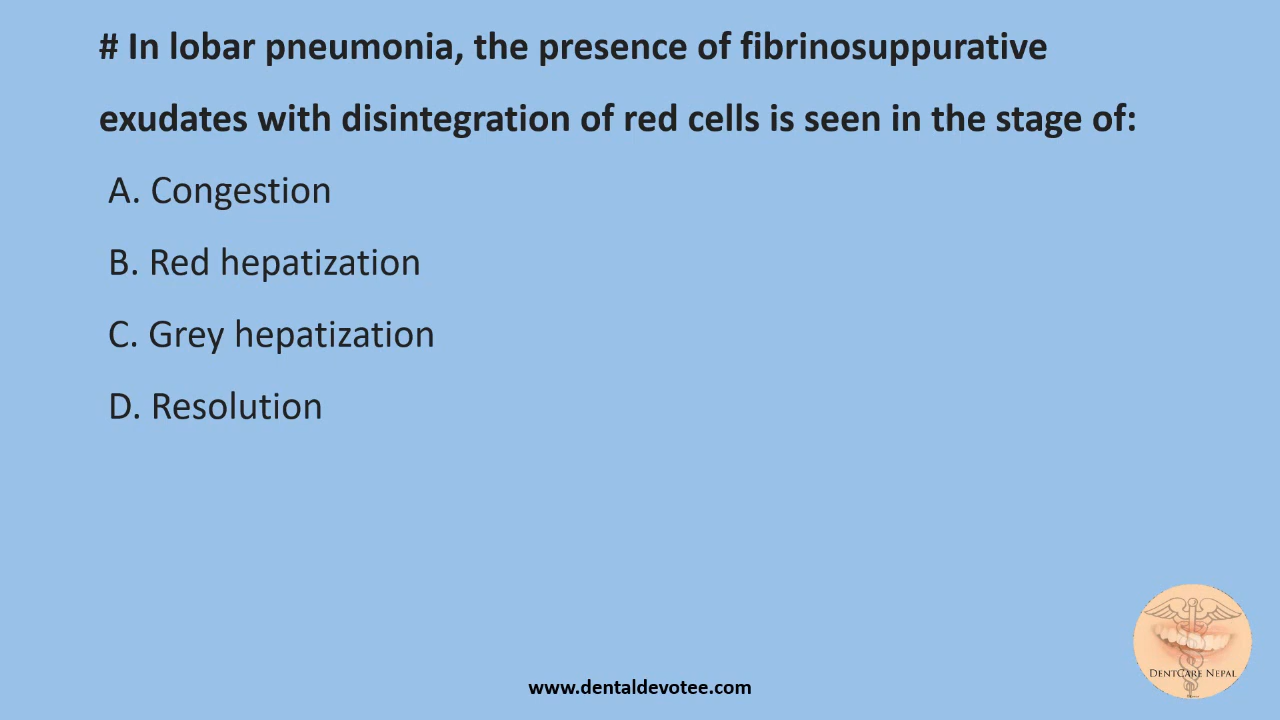 # In lobar pneumonia, the presence of fibrinosuppurative
exudates with disintegration of red cells is seen in the stage of:
A. Congestion
B. Red hepatization
C. Grey hepatization
D. Resolution
DentCare Nepal
www.dentaldevotee.com